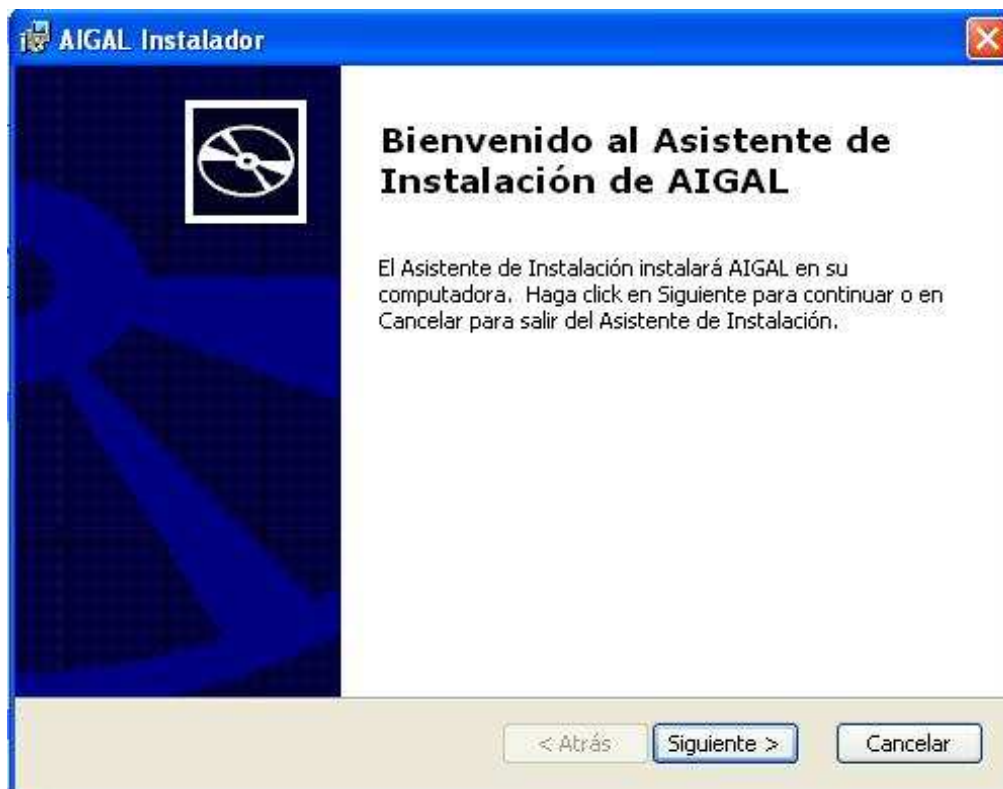 AIGAL Instalador
Bienvenido al Asistente de
Instalación de AIGAL
El Asistente de Instalación instalará AIGAL en su
computadora. Haga click en Siguiente para continuar o en
Cancelar para salir del Asistente de Instalación.
< Atrás Siguiente > Cancelar